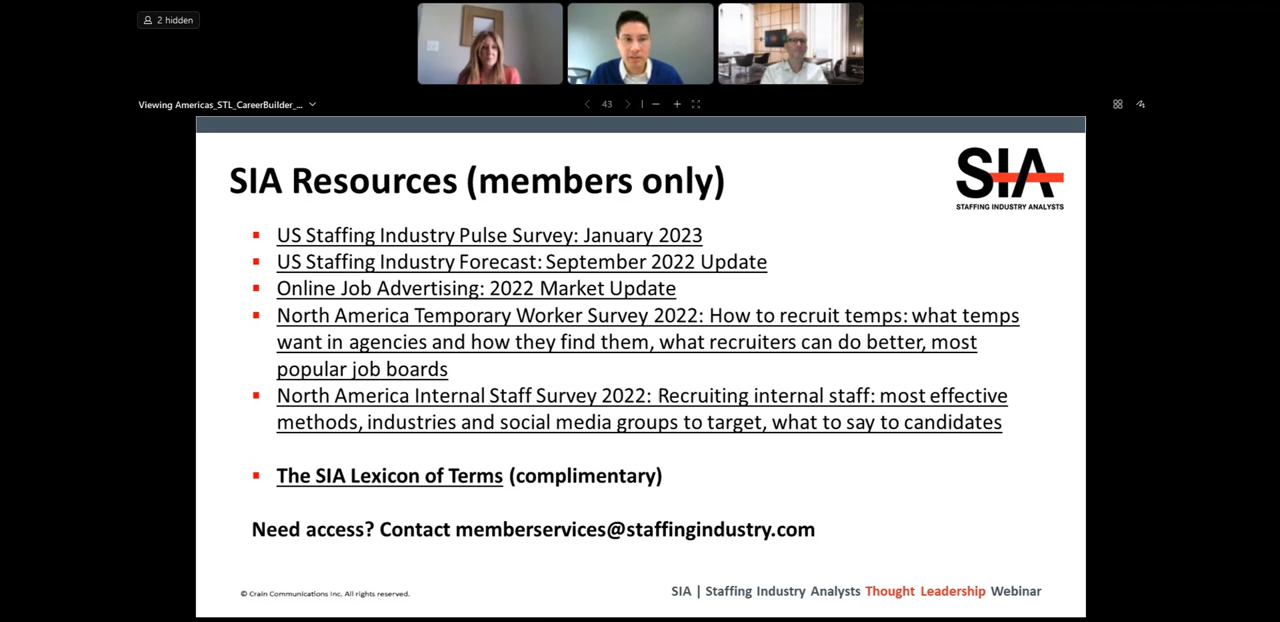 2 hidden
Viewing Americas_STL_CareerBuilder_...
43
SIA Resources (members only)
SIA
STAFFING INDUSTRY ANALYSTS
US Staffing Industry Pulse Survey: January 2023
US Staffing Industry Forecast: September 2022 Update
Online Job Advertising: 2022 Market Update
North America Temporary Worker Survey 2022: How to recruit temps: what temps
want in agencies and how they find them, what recruiters can do better, most
popular job boards
North America Internal Staff Survey 2022: Recruiting internal staff: most effective
methods, industries and social media groups to target, what to say to candidates
The SIA Lexicon of Terms (complimentary)
Need access? Contact memberservices@staffingindustry.com
© Crain Communications Inc. All rights reserved.
SIA | Staffing Industry Analysts Thought Leadership Webinar